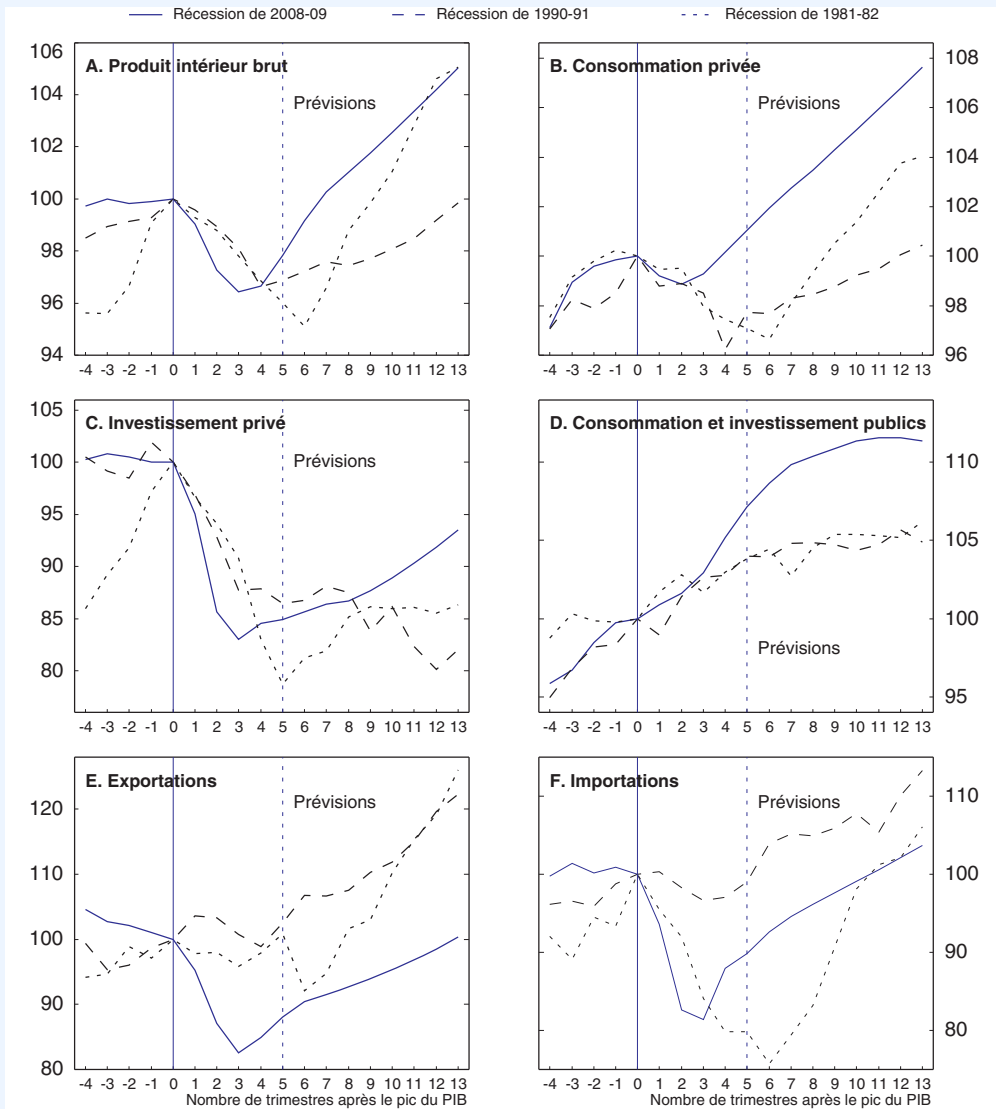 Récession de 2008-09 Récession de 1990-91 Récession de 1981-82
A. Produit intérieur brut
Prévisions
106
104
102
100
98
96
94
-4 -3 -2 -1 0 1 2 3 4 5 6 7 8 9 10 11 12 13
B. Consommation privée
Prévisions
108
106
104
102
100
98
96
-4 -3 -2 -1 0 1 2 3 4 5 6 7 8 9 10 11 12 13
C. Investissement privé
Prévisions
105
100
95
90
85
80
-4 -3 -2 -1 0 1 2 3 4 5 6 7 8 9 10 11 12 13
D. Consommation et investissement publics
110
105
100
Prévisions
95
-4 -3 -2 -1 0 1 2 3 4 5 6 7 8 9 10 11 12 13
E. Exportations
Prévisions
120
110
100
90
80
-4 -3 -2 -1 0 1 2 3 4 5 6 7 8 9 10 11 12 13
Nombre de trimestres après le pic du PIB
F. Importations
Prévisions
110
100
90
80
-4 -3 -2 -1 0 1 2 3 4 5 6 7 8 9 10 11 12 13
Nombre de trimestres après le pic du PIB